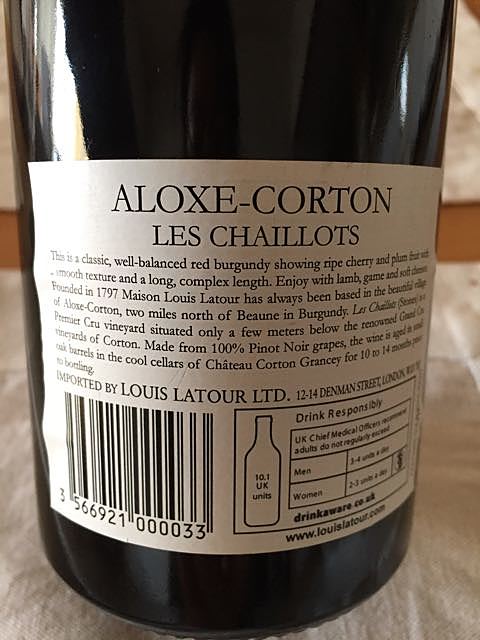 ALOXE-CORTON
LES CHAILLOTS
This is a classic, well-balanced red burgundy showing ripe cherry and plum fruit with
smooth texture and a long, complex length. Enjoy with lamb, game and soft cheeses.
Founded in 1797 Maison Louis Latour has always been based in the beautiful village
of Aloxe-Corton, two miles north of Beaune in Burgundy. Les Chaillots (Stones) is a
Premier Cru vineyard situated only a few meters below the renowned Grand Cru
vineyards of Corton. Made from 100% Pinot Noir grapes, the wine is aged in small
oak barrels in the cool cellars of Château Corton Grancey for 10 to 14 months prior
to bottling.
IMPORTED BY LOUIS LATOUR LTD. 12-14 DENMAN STREET, LONDON,
Drink Responsibly
UK Chief Medical Officers recommend
adults do not regularly exceed
Men 3-4 units a day
Women 2-3 units a day
10.1
UK
units
drinkaware.co.uk
www.louislatour.com
3 566921 000033